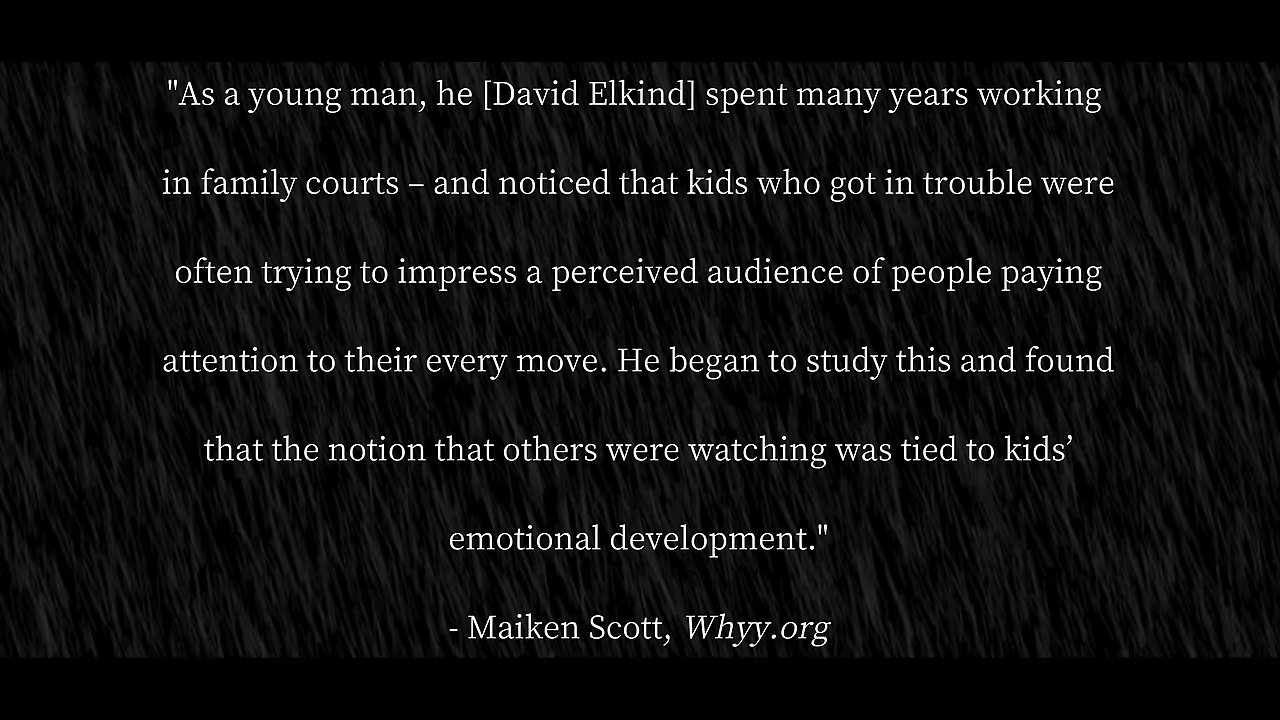 "As a young man, he [David Elkind] spent many years working
in family courts – and noticed that kids who got in trouble were
often trying to impress a perceived audience of people paying
attention to their every move. He began to study this and found
that the notion that others were watching was tied to kids’
emotional development."
- Maiken Scott, Whyy.org